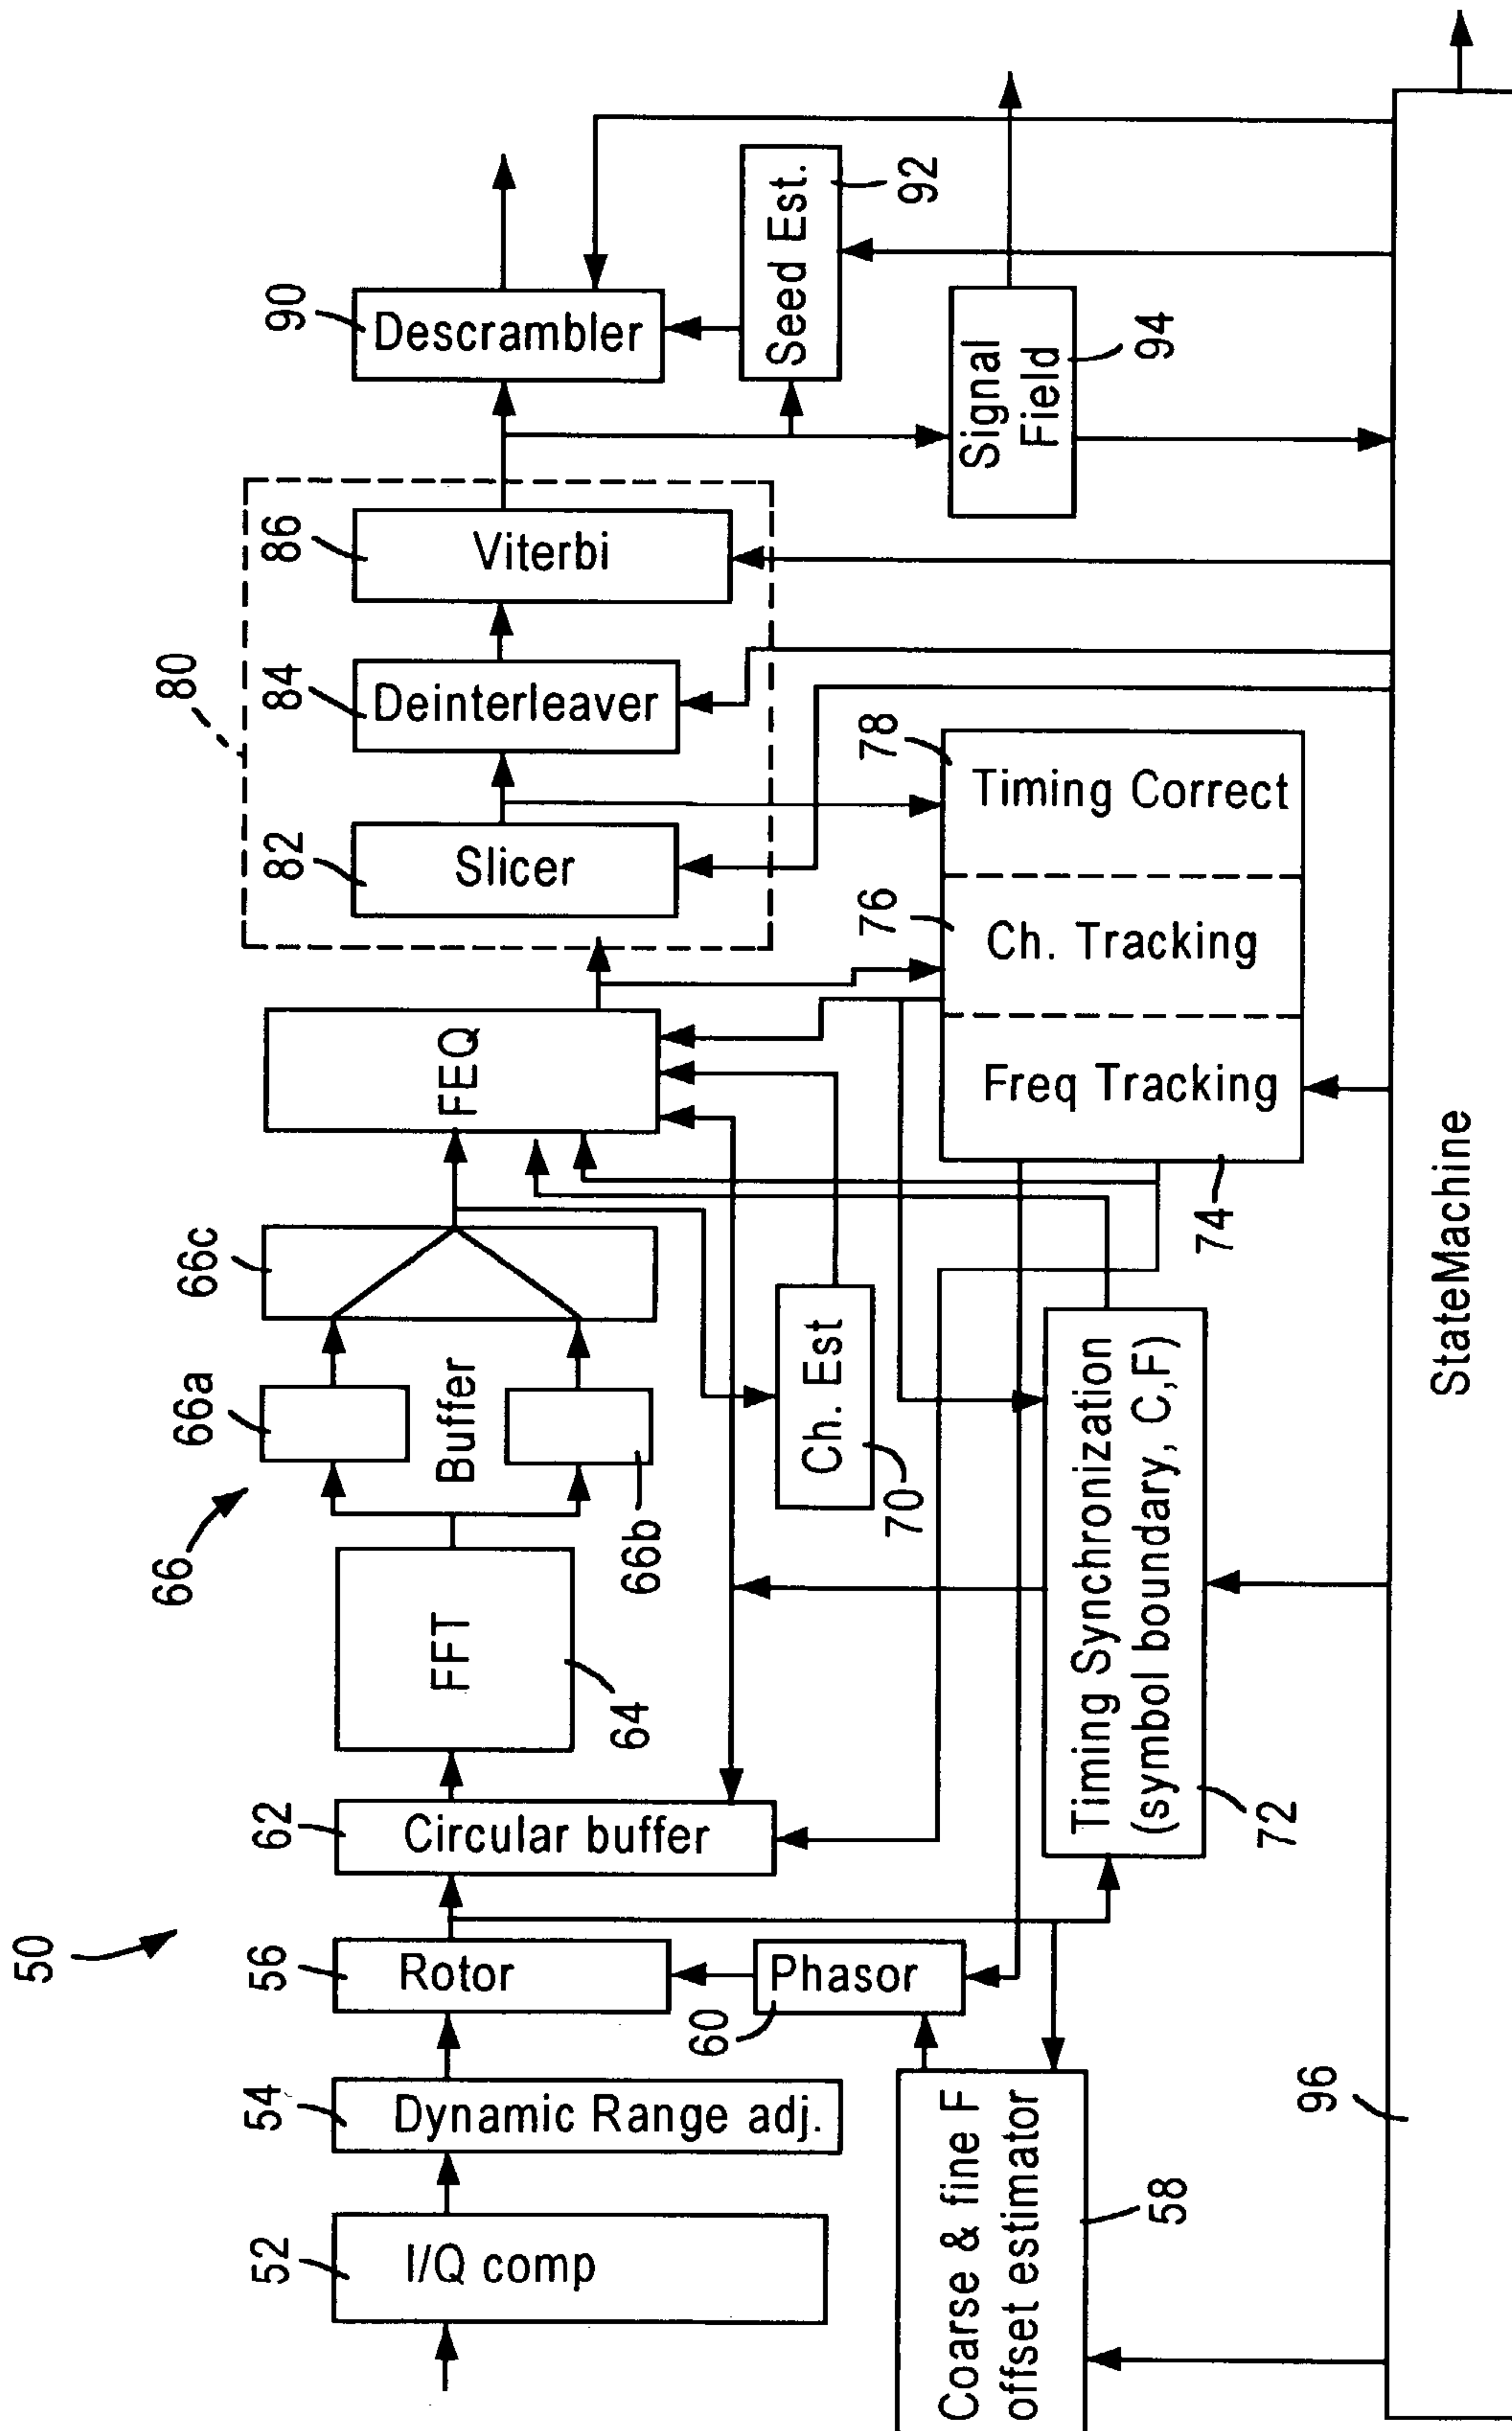 50
52
I/Q comp
54
Dynamic Range adj.
56
Rotor
62
Circular buffer
FFT
64
66
66a
Buffer
66b
66c
FEQ
80
82
Slicer
84
Deinterleaver
86
Viterbi
90
Descrambler
Seed Est.
92
Signal
Field
94
60
Phasor
Coarse & fine F
offset estimator
58
Ch. Est
70
Timing Synchronization
(symbol boundary, C,F)
72
Freq Tracking
74
76
Ch. Tracking
78
Timing Correct
96
StateMachine